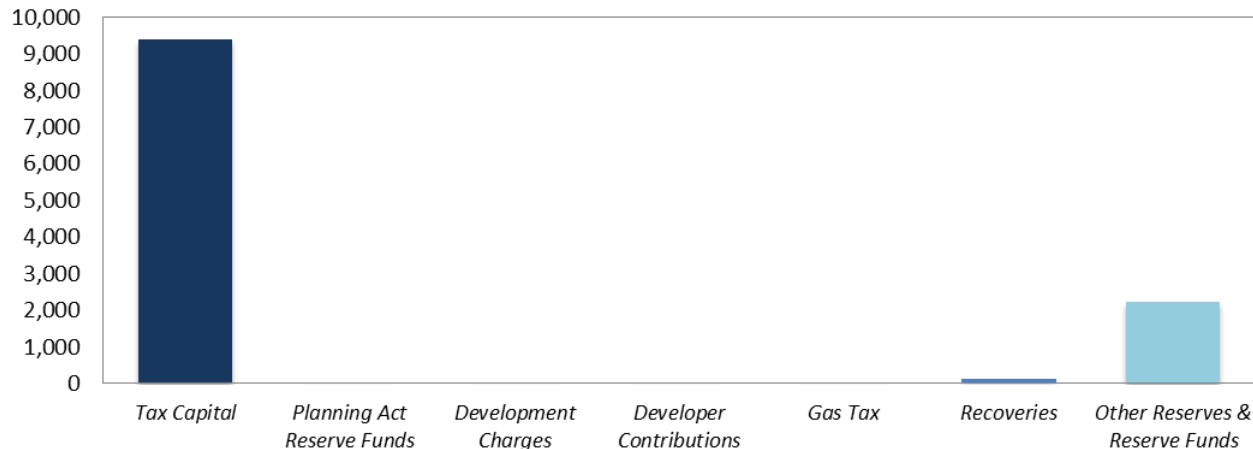 10,000
9,000
8,000
7,000
6,000
5,000
4,000
3,000
2,000
1,000
0
Tax Capital
Planning Act
Reserve Funds
Development
Charges
Developer
Contributions
Gas Tax
Recoveries
Other Reserves &
Reserve Funds